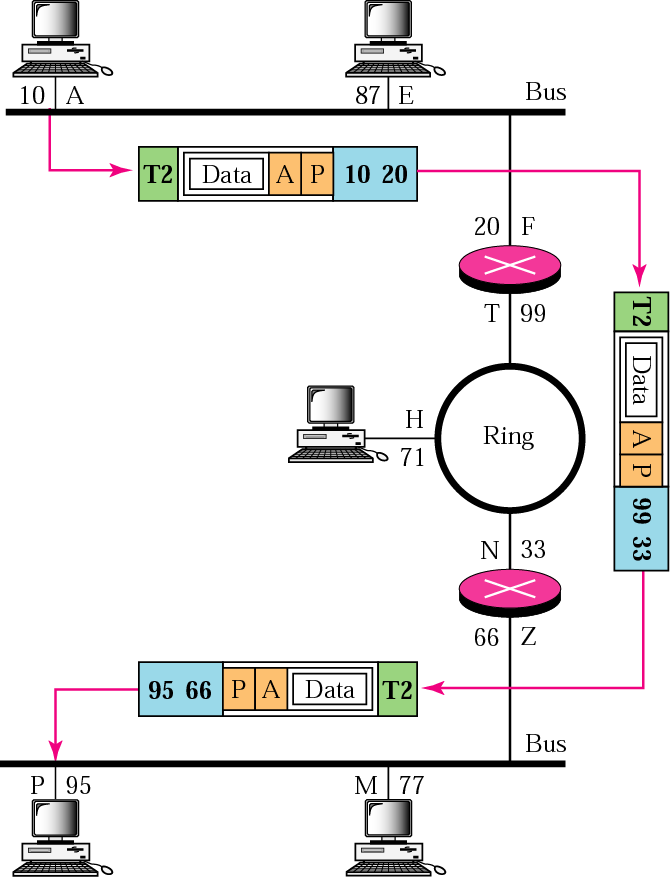 10 A
87 E
Bus
T2 Data A P 10 20
20 F
T 99
T2 Data A P 99 33
H
71
Ring
N 33
66 Z
95 66 P A Data T2
Bus
P 95
M 77